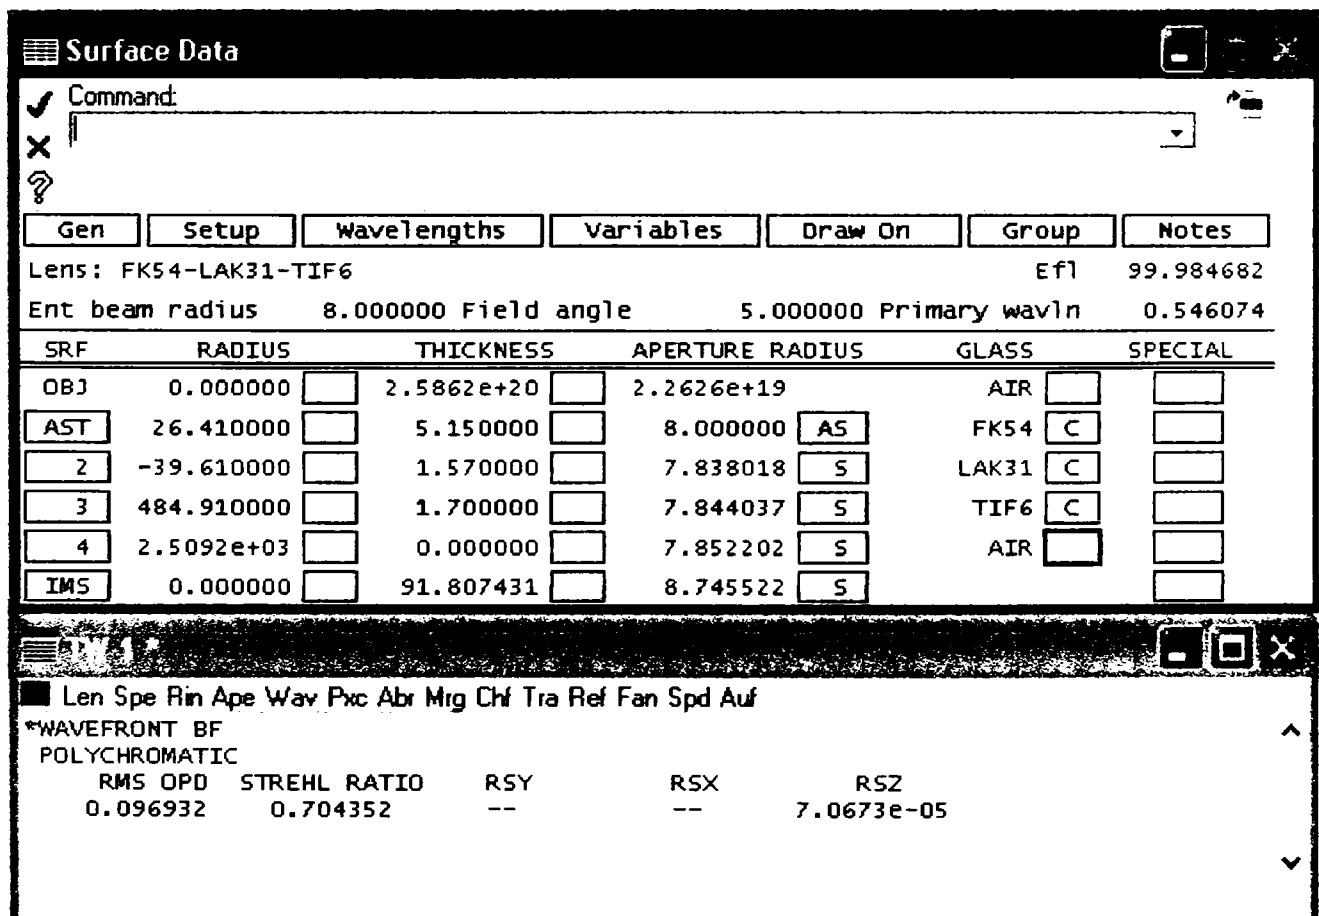 Surface Data
Command:
Gen Setup Wavelengths Variables Draw On Group Notes
Lens: FK54-LAK31-TIF6 Efl 99.984682
Ent beam radius 8.000000 Field angle 5.000000 Primary wavln 0.546074
SRF RADIUS THICKNESS APERTURE RADIUS GLASS SPECIAL
OBJ 0.000000 2.5862e+20 2.2626e+19 AIR
AST 26.410000 5.150000 8.000000 AS FK54 C
2 -39.610000 1.570000 7.838018 S LAK31 C
3 484.910000 1.700000 7.844037 S TIF6 C
4 2.5092e+03 0.000000 7.852202 S AIR
IMS 0.000000 91.807431 8.745522 S
TW 1 *
Len Spe Rin Ape Wav Pxc Abr Mrg Chf Tra Ref Fan Spd Auf
*WAVEFRONT BF
POLYCHROMATIC
RMS OPD STREHL RATIO RSY RSX RSZ
0.096932 0.704352 -- -- 7.0673e-05